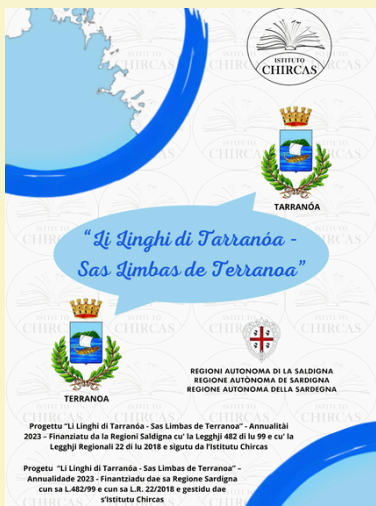 ISTITUTO
CHIRCAS
TARRANÓA
“Li Linghi di Tarranóa -
Sas Limbas de Terranoa”
TERRANOA
REGIONI AUTONOMA DI LA SALDIGNA
REGIONE AUTÒNOMA DE SARDIGNA
REGIONE AUTONOMA DELLA SARDEGNA
Progettu “Li Linghi di Tarranóa - Sas Limbas de Terranoa” - Annualitài
2023 – Finanziatu da la Regioni Saldigna cu' la Legghji 482 di lu 99 e cu' la
Legghji Regionali 22 di lu 2018 e sigutu da l'Istitutu Chircas
Progetu “Li Linghi di Tarranóa - Sas Limbas de Terranoa” –
Annualidade 2023 - Finanziadu dae sa Regione Sardigna
cun sa L.482/99 e cun sa L.R. 22/2018 e gestidu dae
s'Istitutu Chircas